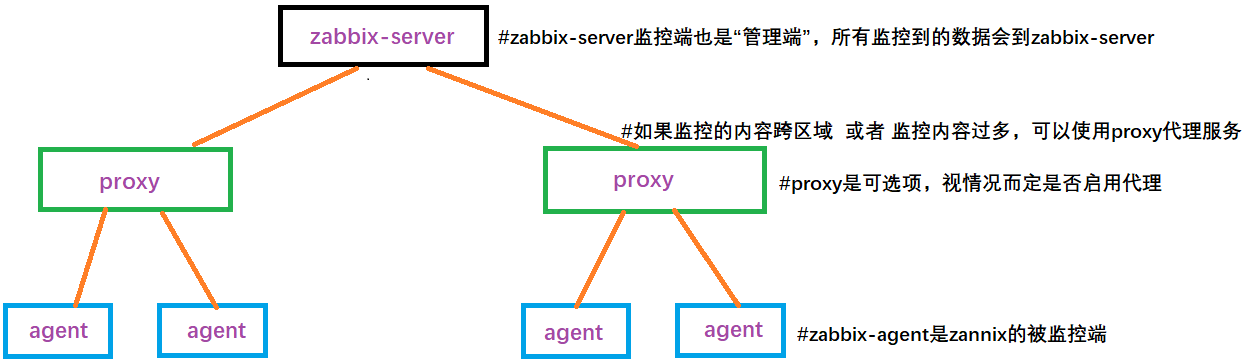 zabbix-server
#zabbix-server监控端也是“管理端”，所有监控到的数据会到zabbix-server
#如果监控的内容跨区域 或者 监控内容过多，可以使用proxy代理服务
proxy
proxy
#proxy是可选项，视情况而定是否启用代理
agent
agent
agent
agent
#zabbix-agent是zannix的被监控端